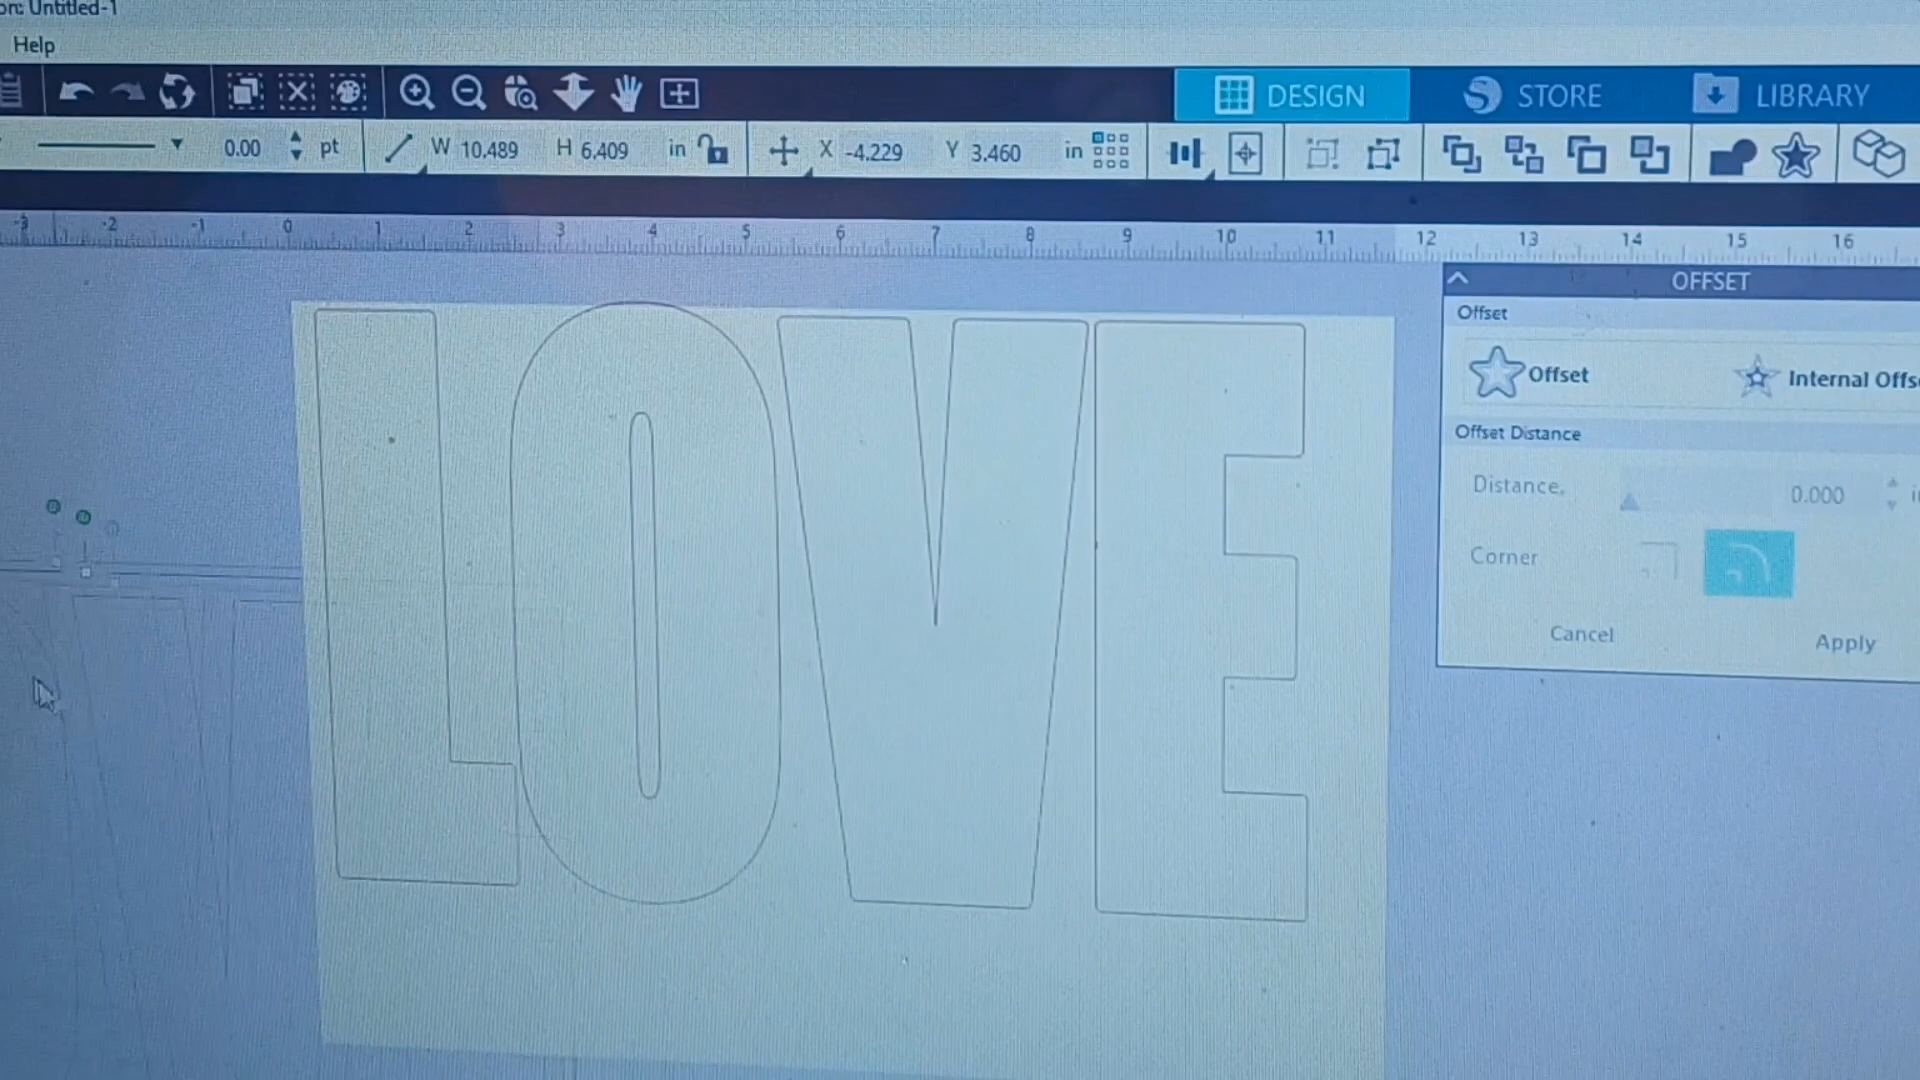 Untitled-1
Help
DESIGN
STORE
LIBRARY
0.00 pt W 10.489 H 6.409 in X -4.229 Y 3.460 in
-3 -2 -1 0 1 2 3 4 5 6 7 8 9 10 11 12 13 14 15 16
OFFSET
Offset
Offset
Internal
Offset Distance
Distance
0.000
Corner
Cancel
Apply
LOVE